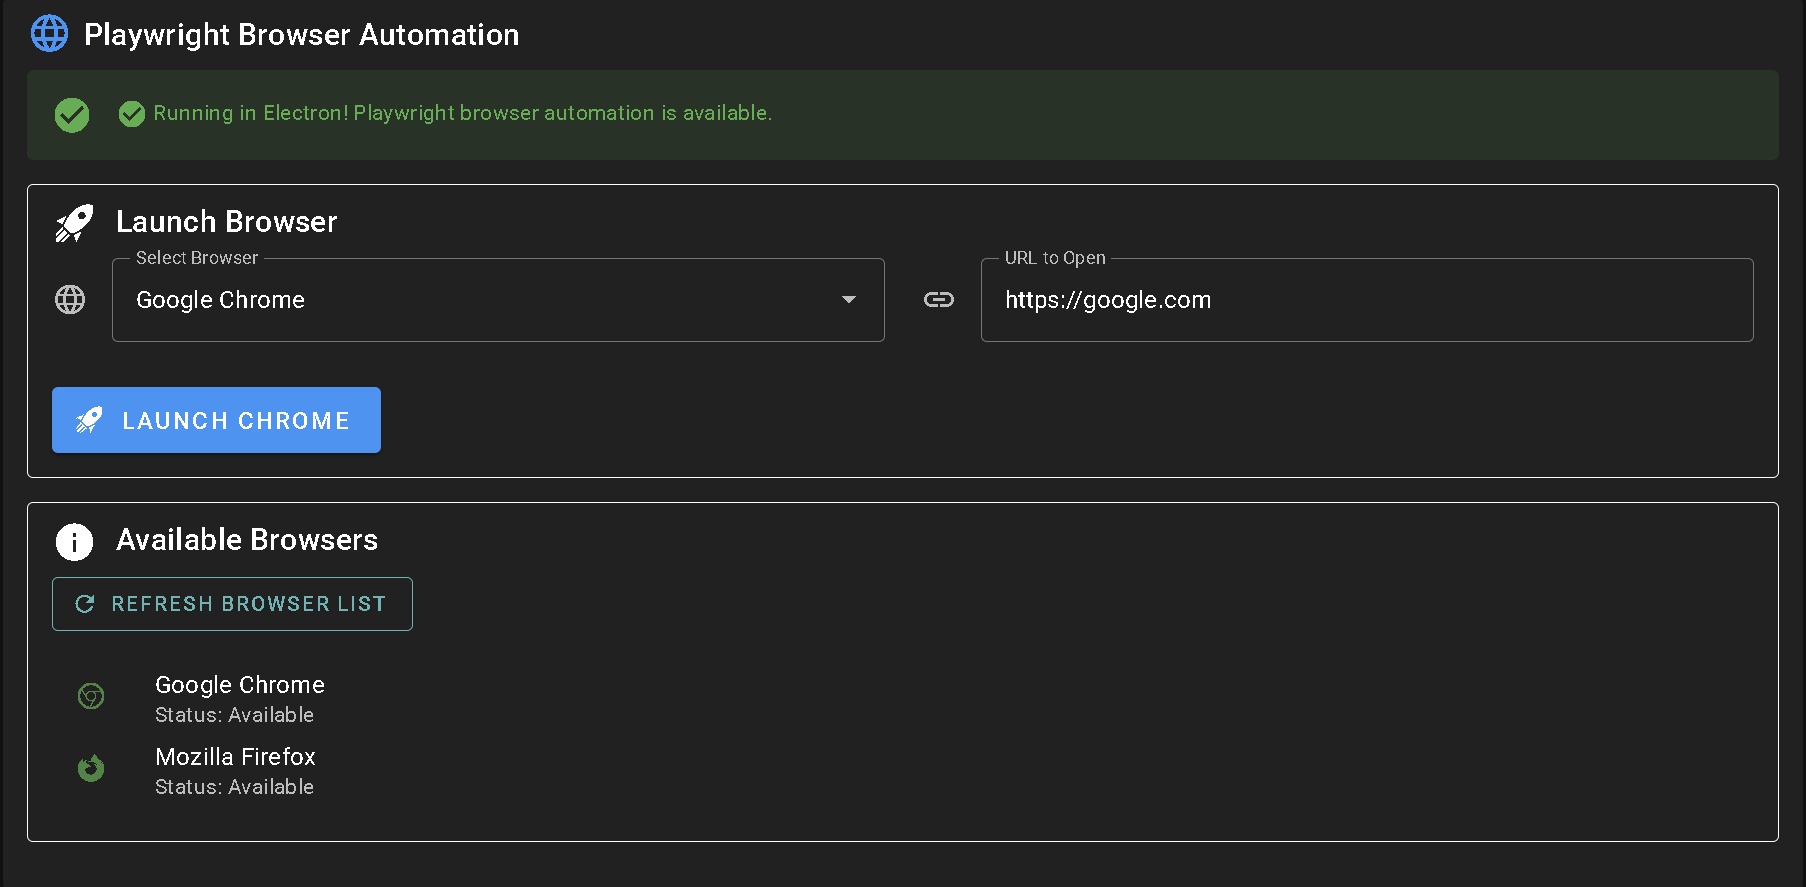 Playwright Browser Automation
Running in Electron! Playwright browser automation is available.
Launch Browser
Select Browser
Google Chrome
URL to Open
https://google.com
LAUNCH CHROME
Available Browsers
REFRESH BROWSER LIST
Google Chrome
Status: Available
Mozilla Firefox
Status: Available